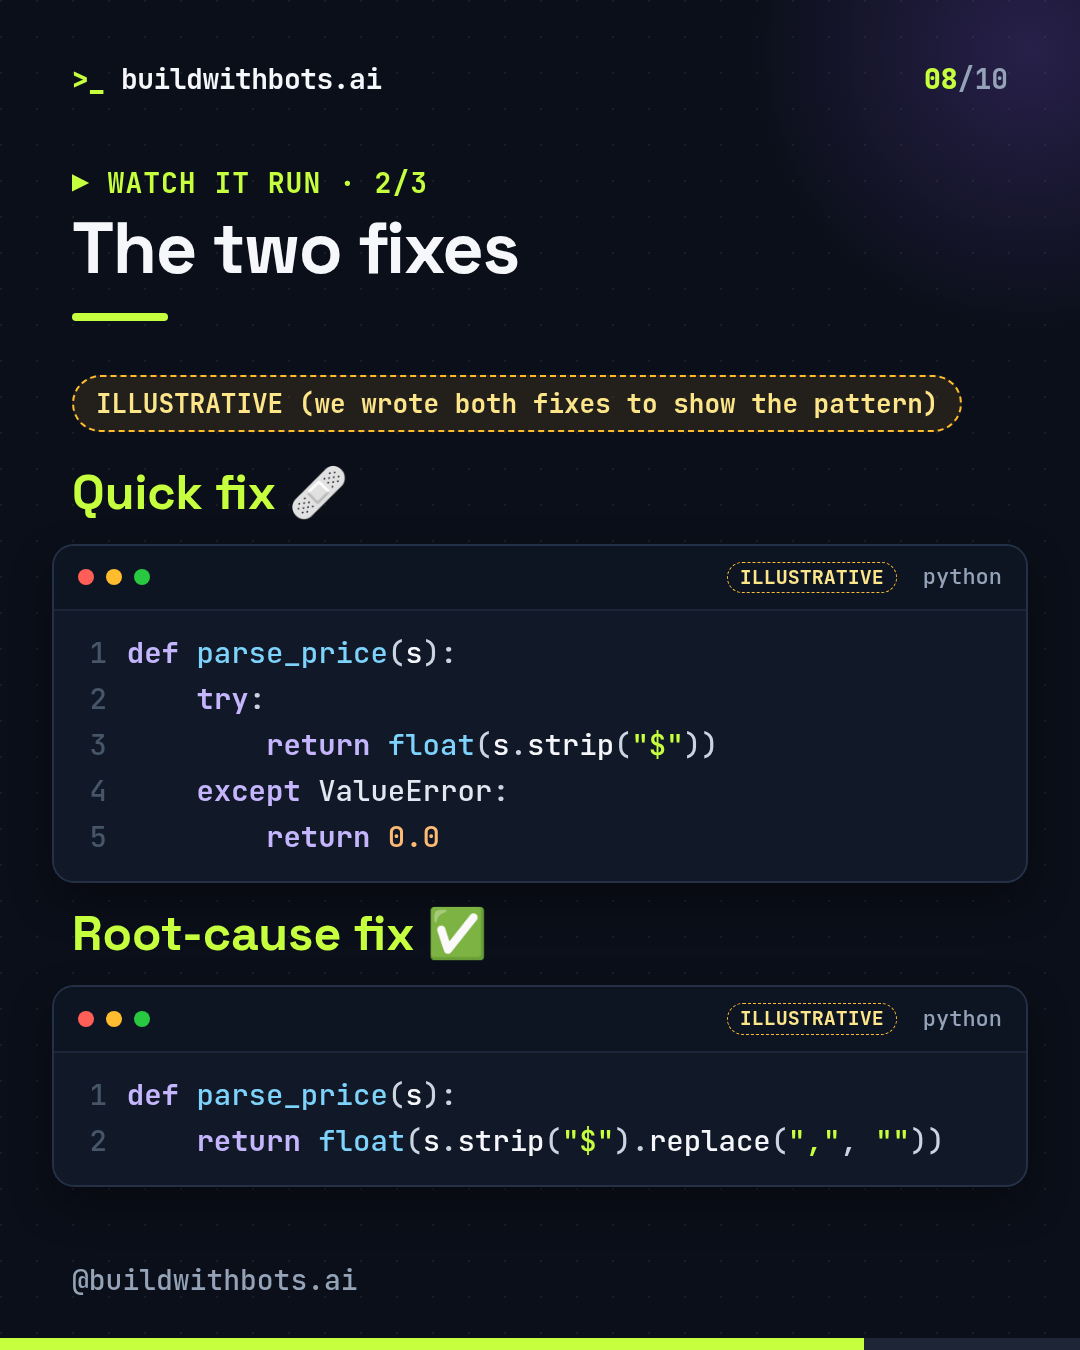 >_ buildwithbots.ai
08/10
▶ WATCH IT RUN · 2/3
The two fixes
ILLUSTRATIVE (we wrote both fixes to show the pattern)
Quick fix 🩹
ILLUSTRATIVE python
1 def parse_price(s):
2     try:
3         return float(s.strip("$"))
4     except ValueError:
5         return 0.0
Root-cause fix ✅
ILLUSTRATIVE python
1 def parse_price(s):
2     return float(s.strip("$").replace(",", ""))
@buildwithbots.ai